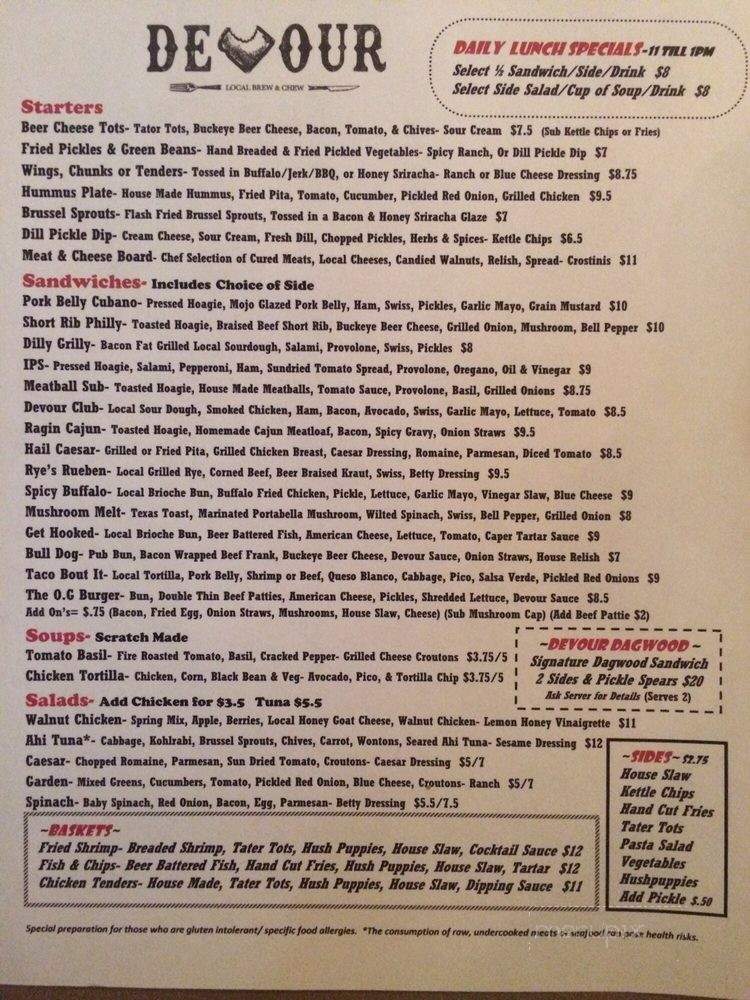 DEVOUR
LOCAL BREW & CHEW
DAILY LUNCH SPECIALS-11 TILL 1PM
Select ½ Sandwich/Side/Drink $8
Select Side Salad/Cup of Soup/Drink $8
Starters
Beer Cheese Tots- Tator Tots, Buckeye Beer Cheese, Bacon, Tomato, & Chives- Sour Cream $7.5 (Sub Kettle Chips or Fries)
Fried Pickles & Green Beans- Hand Breaded & Fried Pickled Vegetables- Spicy Ranch, Or Dill Pickle Dip $7
Wings, Chunks or Tenders- Tossed in Buffalo/Jerk/BBQ, or Honey Sriracha- Ranch or Blue Cheese Dressing $8.75
Hummus Plate- House Made Hummus, Fried Pita, Tomato, Cucumber, Pickled Red Onion, Grilled Chicken $9.5
Brussel Sprouts- Flash Fried Brussel Sprouts, Tossed in a Bacon & Honey Sriracha Glaze $7
Dill Pickle Dip- Cream Cheese, Sour Cream, Fresh Dill, Chopped Pickles, Herbs & Spices- Kettle Chips $6.5
Meat & Cheese Board- Chef Selection of Cured Meats, Local Cheeses, Candied Walnuts, Relish, Spread- Crostinis $11
Sandwiches- Includes Choice of Side
Pork Belly Cubano- Pressed Hoagie, Mojo Glazed Pork Belly, Ham, Swiss, Pickles, Garlic Mayo, Grain Mustard $10
Short Rib Philly- Toasted Hoagie, Braised Beef Short Rib, Buckeye Beer Cheese, Grilled Onion, Mushroom, Bell Pepper $10
Dilly Grilly- Bacon Fat Grilled Local Sourdough, Salami, Provolone, Swiss, Pickles $8
IPS- Pressed Hoagie, Salami, Pepperoni, Ham, Sundried Tomato Spread, Provolone, Oregano, Oil & Vinegar $9
Meatball Sub- Toasted Hoagie, House Made Meatballs, Tomato Sauce, Provolone, Basil, Grilled Onions $8.75
Devour Club- Local Sour Dough, Smoked Chicken, Ham, Bacon, Avocado, Swiss, Garlic Mayo, Lettuce, Tomato $8.5
Ragin Cajun- Toasted Hoagie, Homemade Cajun Meatloaf, Bacon, Spicy Gravy, Onion Straws $9.5
Hail Caesar- Grilled or Fried Pita, Grilled Chicken Breast, Caesar Dressing, Romaine, Parmesan, Diced Tomato $8.5
Rye's Rueben- Local Grilled Rye, Corned Beef, Beer Braised Kraut, Swiss, Betty Dressing $9.5
Spicy Buffalo- Local Brioche Bun, Buffalo Fried Chicken, Pickle, Lettuce, Garlic Mayo, Vinegar Slaw, Blue Cheese $9
Mushroom Melt- Texas Toast, Marinated Portabella Mushroom, Wilted Spinach, Swiss, Bell Pepper, Grilled Onion $8
Get Hooked- Local Brioche Bun, Beer Battered Fish, American Cheese, Lettuce, Tomato, Caper Tartar Sauce $9
Bull Dog- Pub Bun, Bacon Wrapped Beef Frank, Buckeye Beer Cheese, Devour Sauce, Onion Straws, House Relish $7
Taco Bout It- Local Tortilla, Pork Belly, Shrimp or Beef, Queso Blanco, Cabbage, Pico, Salsa Verde, Pickled Red Onions $9
The O.G Burger- Bun, Double Thin Beef Patties, American Cheese, Pickles, Shredded Lettuce, Devour Sauce $8.5
Add On's= $.75 (Bacon, Fried Egg, Onion Straws, Mushrooms, House Slaw, Cheese) (Sub Mushroom Cap) (Add Beef Pattie $2)
Soups- Scratch Made
Tomato Basil- Fire Roasted Tomato, Basil, Cracked Pepper- Grilled Cheese Croutons $3.75/5
Chicken Tortilla- Chicken, Corn, Black Bean & Veg- Avocado, Pico, & Tortilla Chip $3.75/5
~DEVOUR DAGWOOD~
Signature Dagwood Sandwich
2 Sides & Pickle Spears $20
Ask Server for Details (Serves 2)
Salads- Add Chicken for $3.5 Tuna $5.5
Walnut Chicken- Spring Mix, Apple, Berries, Local Honey Goat Cheese, Walnut Chicken- Lemon Honey Vinaigrette $11
Ahi Tuna*- Cabbage, Kohlrabi, Brussel Sprouts, Chives, Carrot, Wontons, Seared Ahi Tuna- Sesame Dressing $12
Caesar- Chopped Romaine, Parmesan, Sun Dried Tomato, Croutons- Caesar Dressing $5/7
Garden- Mixed Greens, Cucumbers, Tomato, Pickled Red Onion, Blue Cheese, Croutons- Ranch $5/7
Spinach- Baby Spinach, Red Onion, Bacon, Egg, Parmesan- Betty Dressing $5.5/7.5
~SIDES~ $2.75
House Slaw
Kettle Chips
Hand Cut Fries
Tater Tots
Pasta Salad
Vegetables
Hushpuppies
Add Pickle $.50
~BASKETS~
Fried Shrimp- Breaded Shrimp, Tater Tots, Hush Puppies, House Slaw, Cocktail Sauce $12
Fish & Chips- Beer Battered Fish, Hand Cut Fries, Hush Puppies, House Slaw, Tartar $12
Chicken Tenders- House Made, Tater Tots, Hush Puppies, House Slaw, Dipping Sauce $11
Special preparation for those who are gluten intolerant/ specific food allergies. *The consumption of raw, undercooked meats or seafood can pose health risks.